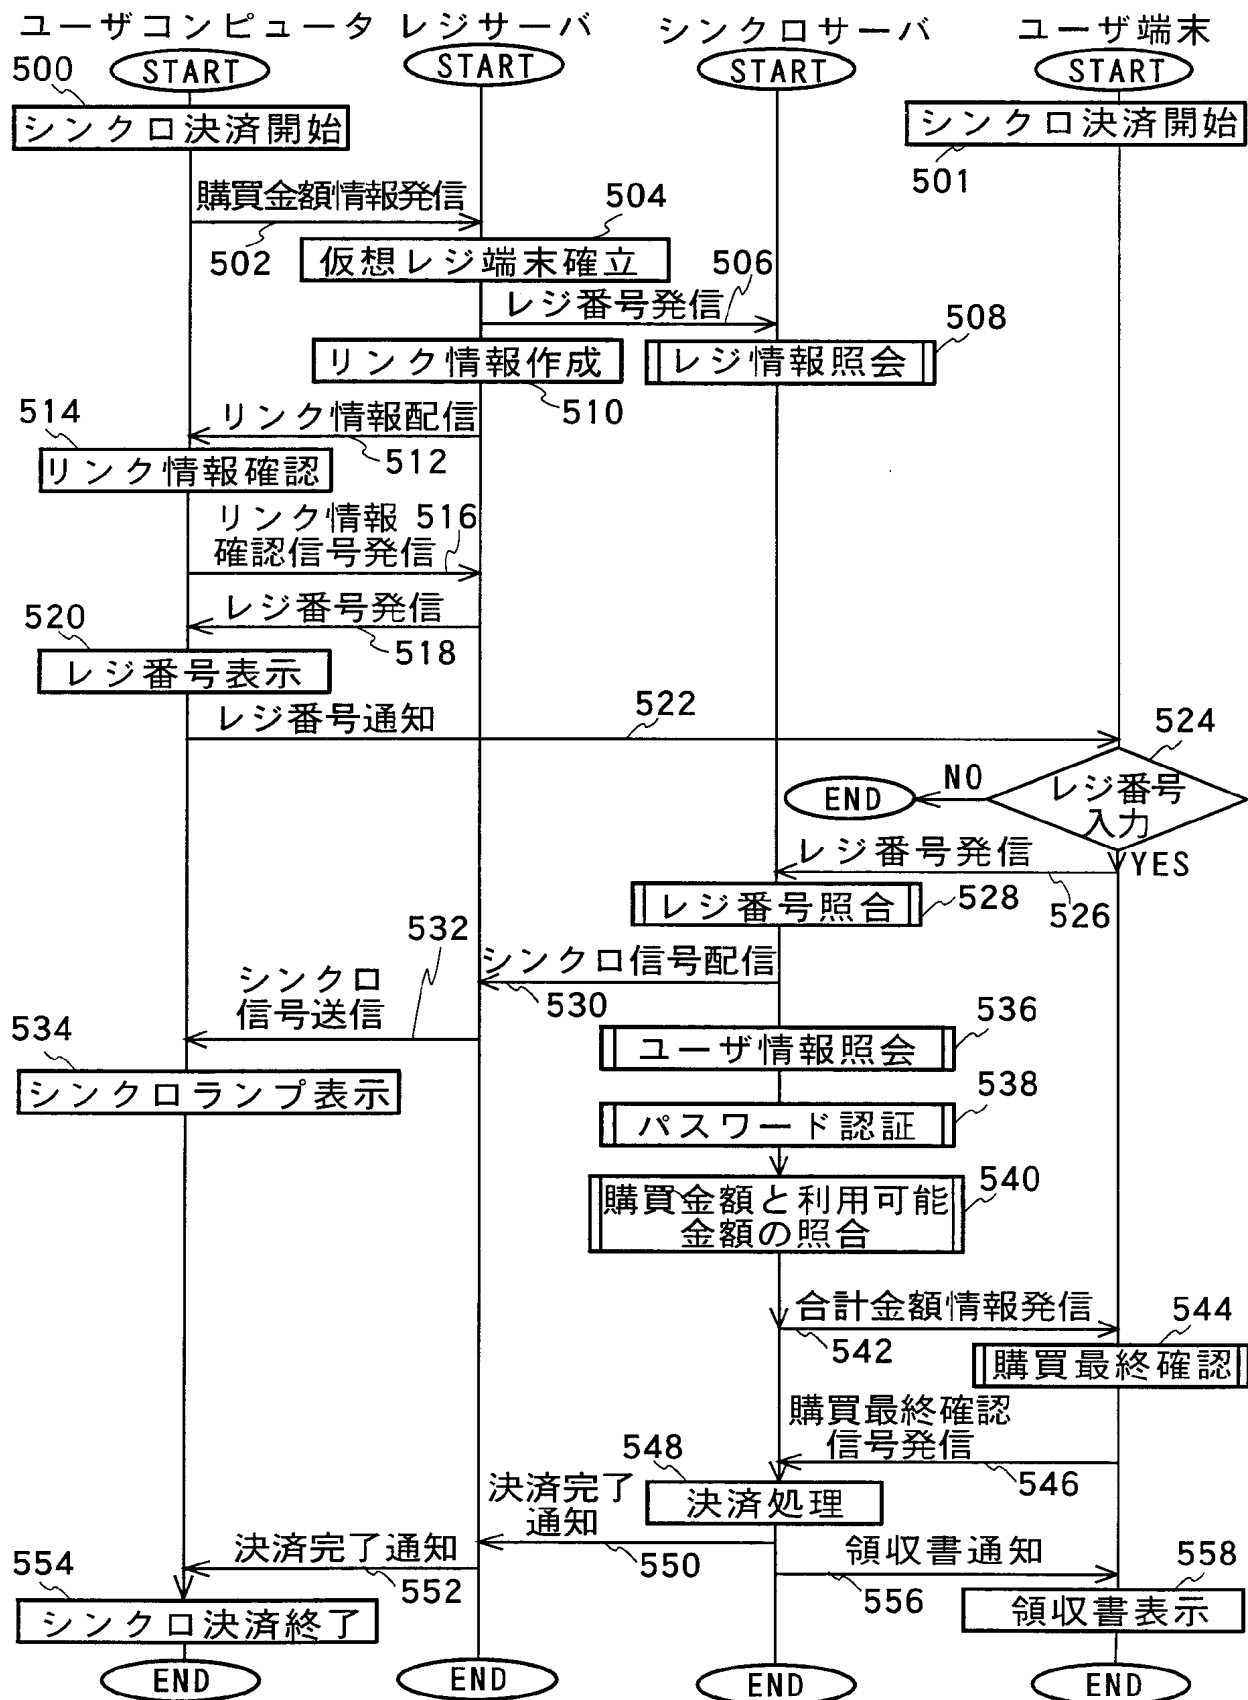 ユーザコンピュータ レジサーバ シンクロサーバ ユーザ端末
500 START START START START
シンクロ決済開始 シンクロ決済開始
501
購買金額情報発信
502
504
仮想レジ端末確立
506
レジ番号発信
508
リンク情報作成 レジ情報照会
510
リンク情報配信
514
512
リンク情報確認
リンク情報 516
確認信号発信
レジ番号発信
520
518
レジ番号表示
レジ番号通知 522
524
END NO レジ番号
入力
レジ番号発信 YES
526
レジ番号照合 528
532
シンクロ信号配信
530
シンクロ
信号送信
534
536
ユーザ情報照会
シンクロランプ表示
538
パスワード認証
540
購買金額と利用可能
金額の照合
合計金額情報発信
542
544
購買最終確認
購買最終確認
信号発信
546
548
決済処理
決済完了
通知
550
決済完了通知
552
領収書通知
556
554
シンクロ決済終了
558
領収書表示
END END END END